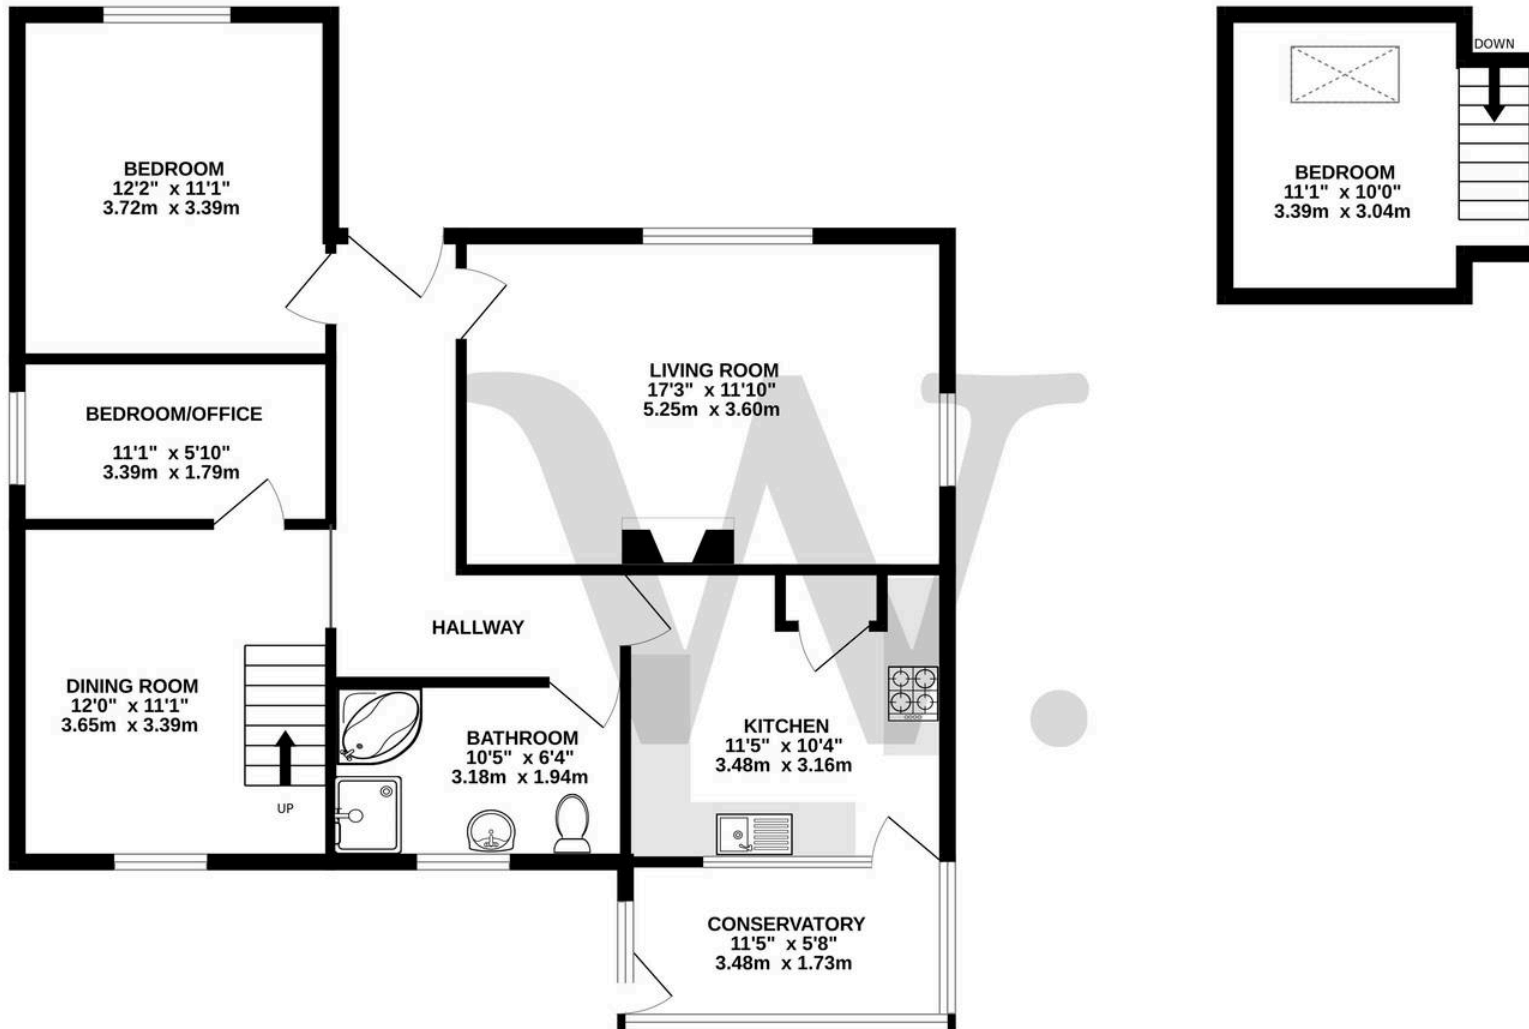 BEDROOM
12'2" x 11'1"
3.72m x 3.39m
BEDROOM/OFFICE
11'1" x 5'10"
3.39m x 1.79m
LIVING ROOM
17'3" x 11'10"
5.25m x 3.60m
HALLWAY
DINING ROOM
12'0" x 11'1"
3.65m x 3.39m
UP
BATHROOM
10'5" x 6'4"
3.18m x 1.94m
KITCHEN
11'5" x 10'4"
3.48m x 3.16m
CONSERVATORY
11'5" x 5'8"
3.48m x 1.73m
DOWN
BEDROOM
11'1" x 10'0"
3.39m x 3.04m
W.